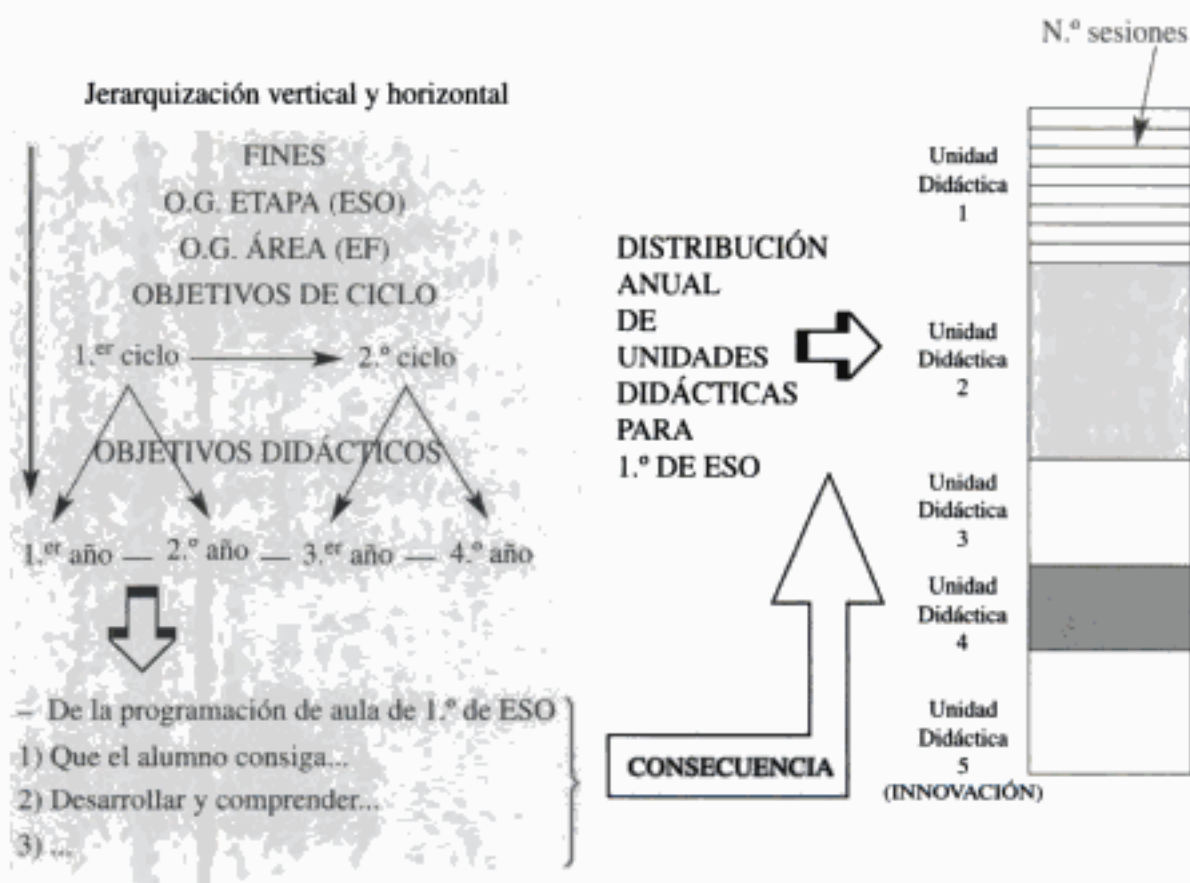 Jerarquización vertical y horizontal
FINES
O.G. ETAPA (ESO)
O.G. ÁREA (EF)
OBJETIVOS DE CICLO
1.er ciclo
2.º ciclo
OBJETIVOS DIDÁCTICOS
1.er año — 2.º año — 3.er año — 4.º año
– De la programación de aula de 1.º de ESO
1) Que el alumno consiga...
2) Desarrollar y comprender...
3) ...
CONSECUENCIA
DISTRIBUCIÓN
ANUAL
DE
UNIDADES
DIDÁCTICAS
PARA
1.º DE ESO
N.º sesiones
Unidad
Didáctica
1
Unidad
Didáctica
2
Unidad
Didáctica
3
Unidad
Didáctica
4
Unidad
Didáctica
5
(INNOVACIÓN)